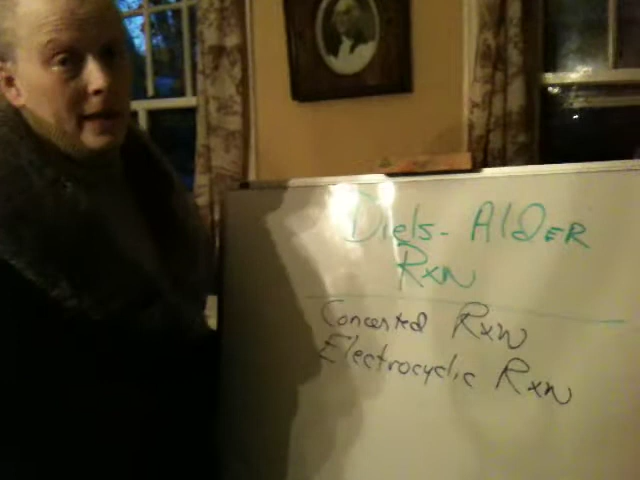 Diels-AlDER
Rxn
Concerted Rxn
Electrocyclic Rxn